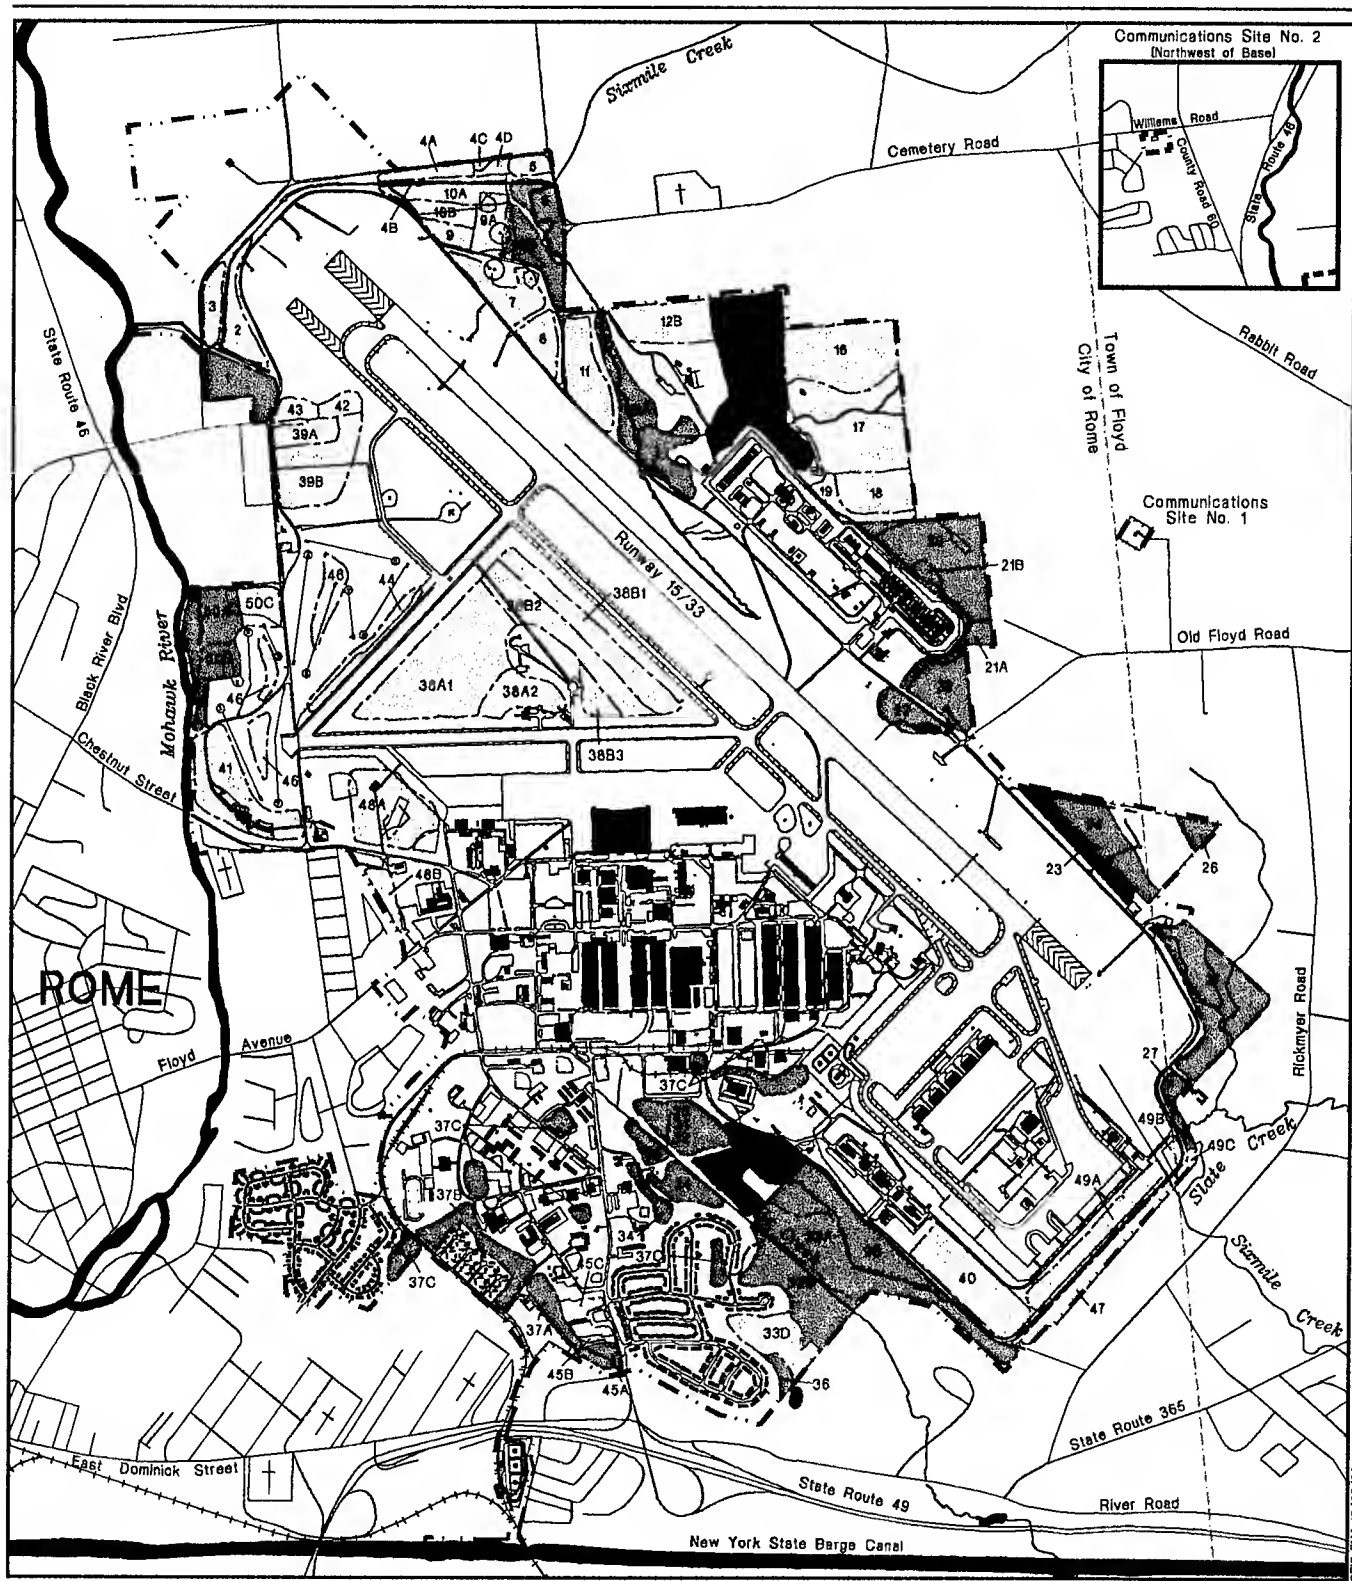 Communications Site No. 2
(Northwest of Base)
Williams Road
County Road 60
State Route 46
Sixmile Creek
Cemetery Road
4A
4C
4D
5
10A
10B
9A
4B
9
3
2
7
8
12B
11
16
17
19
18
State Route 46
Rabbit Road
Town of Floyd
City of Rome
43
42
39A
39B
Communications
Site No. 1
Runway 15/33
21B
21A
Old Floyd Road
46
44
50C
38B2
38B1
38A1
38A2
38B3
Mohawk River
Black River Blvd
Chestnut Street
46
41
46
48A
48B
23
26
ROME
Floyd Avenue
Rickmyer Road
27
37C
37C
37B
49B
49C
49A
Slate Creek
Sixmile Creek
34
37C
45C
37C
40
47
37A
33D
36
45B
45A
State Route 365
East Dominick Street
State Route 49
River Road
New York State Barge Canal